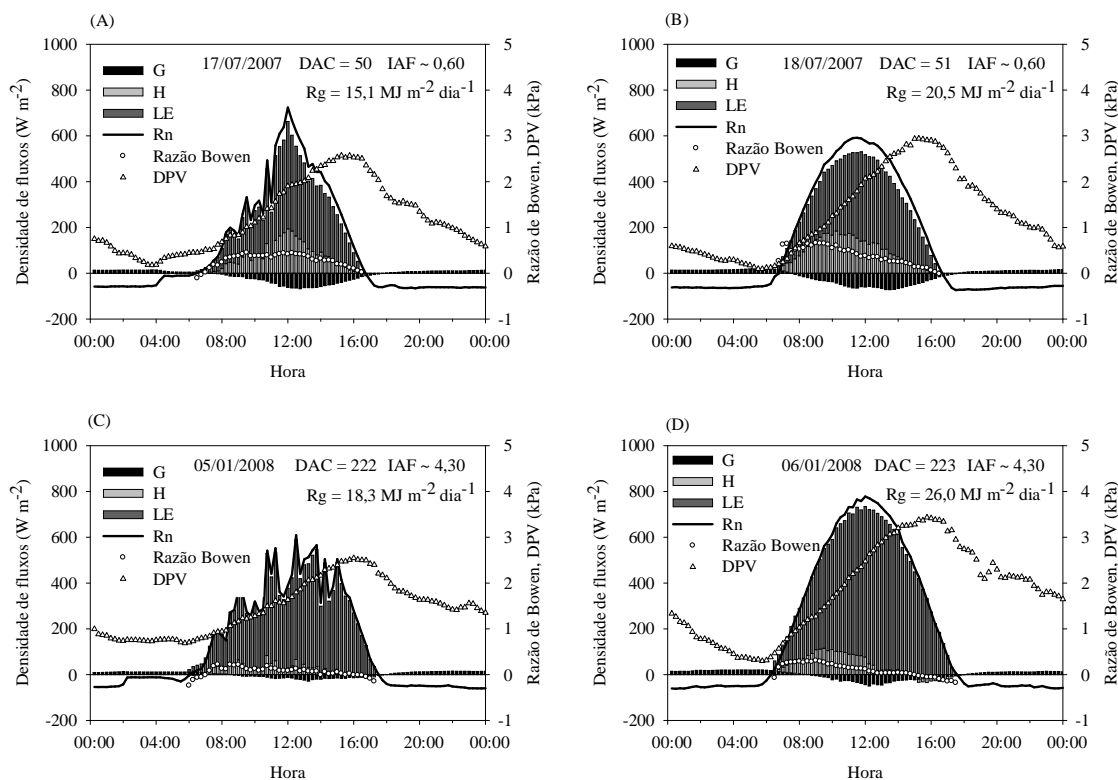 (A)
1000
800
600
400
200
0
-200
5
4
3
2
1
0
-1
00:00 04:00 08:00 12:00 16:00 20:00 00:00
Hora
Densidade de fluxos (W m-2)
Razão de Bowen, DPV (kPa)
17/07/2007 DAC = 50 IAF ~ 0,60
Rg = 15,1 MJ m-2 dia-1
G
H
LE
Rn
Razão Bowen
DPV
(B)
1000
800
600
400
200
0
-200
5
4
3
2
1
0
-1
00:00 04:00 08:00 12:00 16:00 20:00 00:00
Hora
Densidade de fluxos (W m-2)
Razão de Bowen, DPV (kPa)
18/07/2007 DAC = 51 IAF ~ 0,60
Rg = 20,5 MJ m-2 dia-1
G
H
LE
Rn
Razão Bowen
DPV
(C)
1000
800
600
400
200
0
-200
5
4
3
2
1
0
-1
00:00 04:00 08:00 12:00 16:00 20:00 00:00
Hora
Densidade de fluxos (W m-2)
Razão de Bowen, DPV (kPa)
05/01/2008 DAC = 222 IAF ~ 4,30
Rg = 18,3 MJ m-2 dia-1
G
H
LE
Rn
Razão Bowen
DPV
(D)
1000
800
600
400
200
0
-200
5
4
3
2
1
0
-1
00:00 04:00 08:00 12:00 16:00 20:00 00:00
Hora
Densidade de fluxos (W m-2)
Razão de Bowen, DPV (kPa)
06/01/2008 DAC = 223 IAF ~ 4,30
Rg = 26,0 MJ m-2 dia-1
G
H
LE
Rn
Razão Bowen
DPV